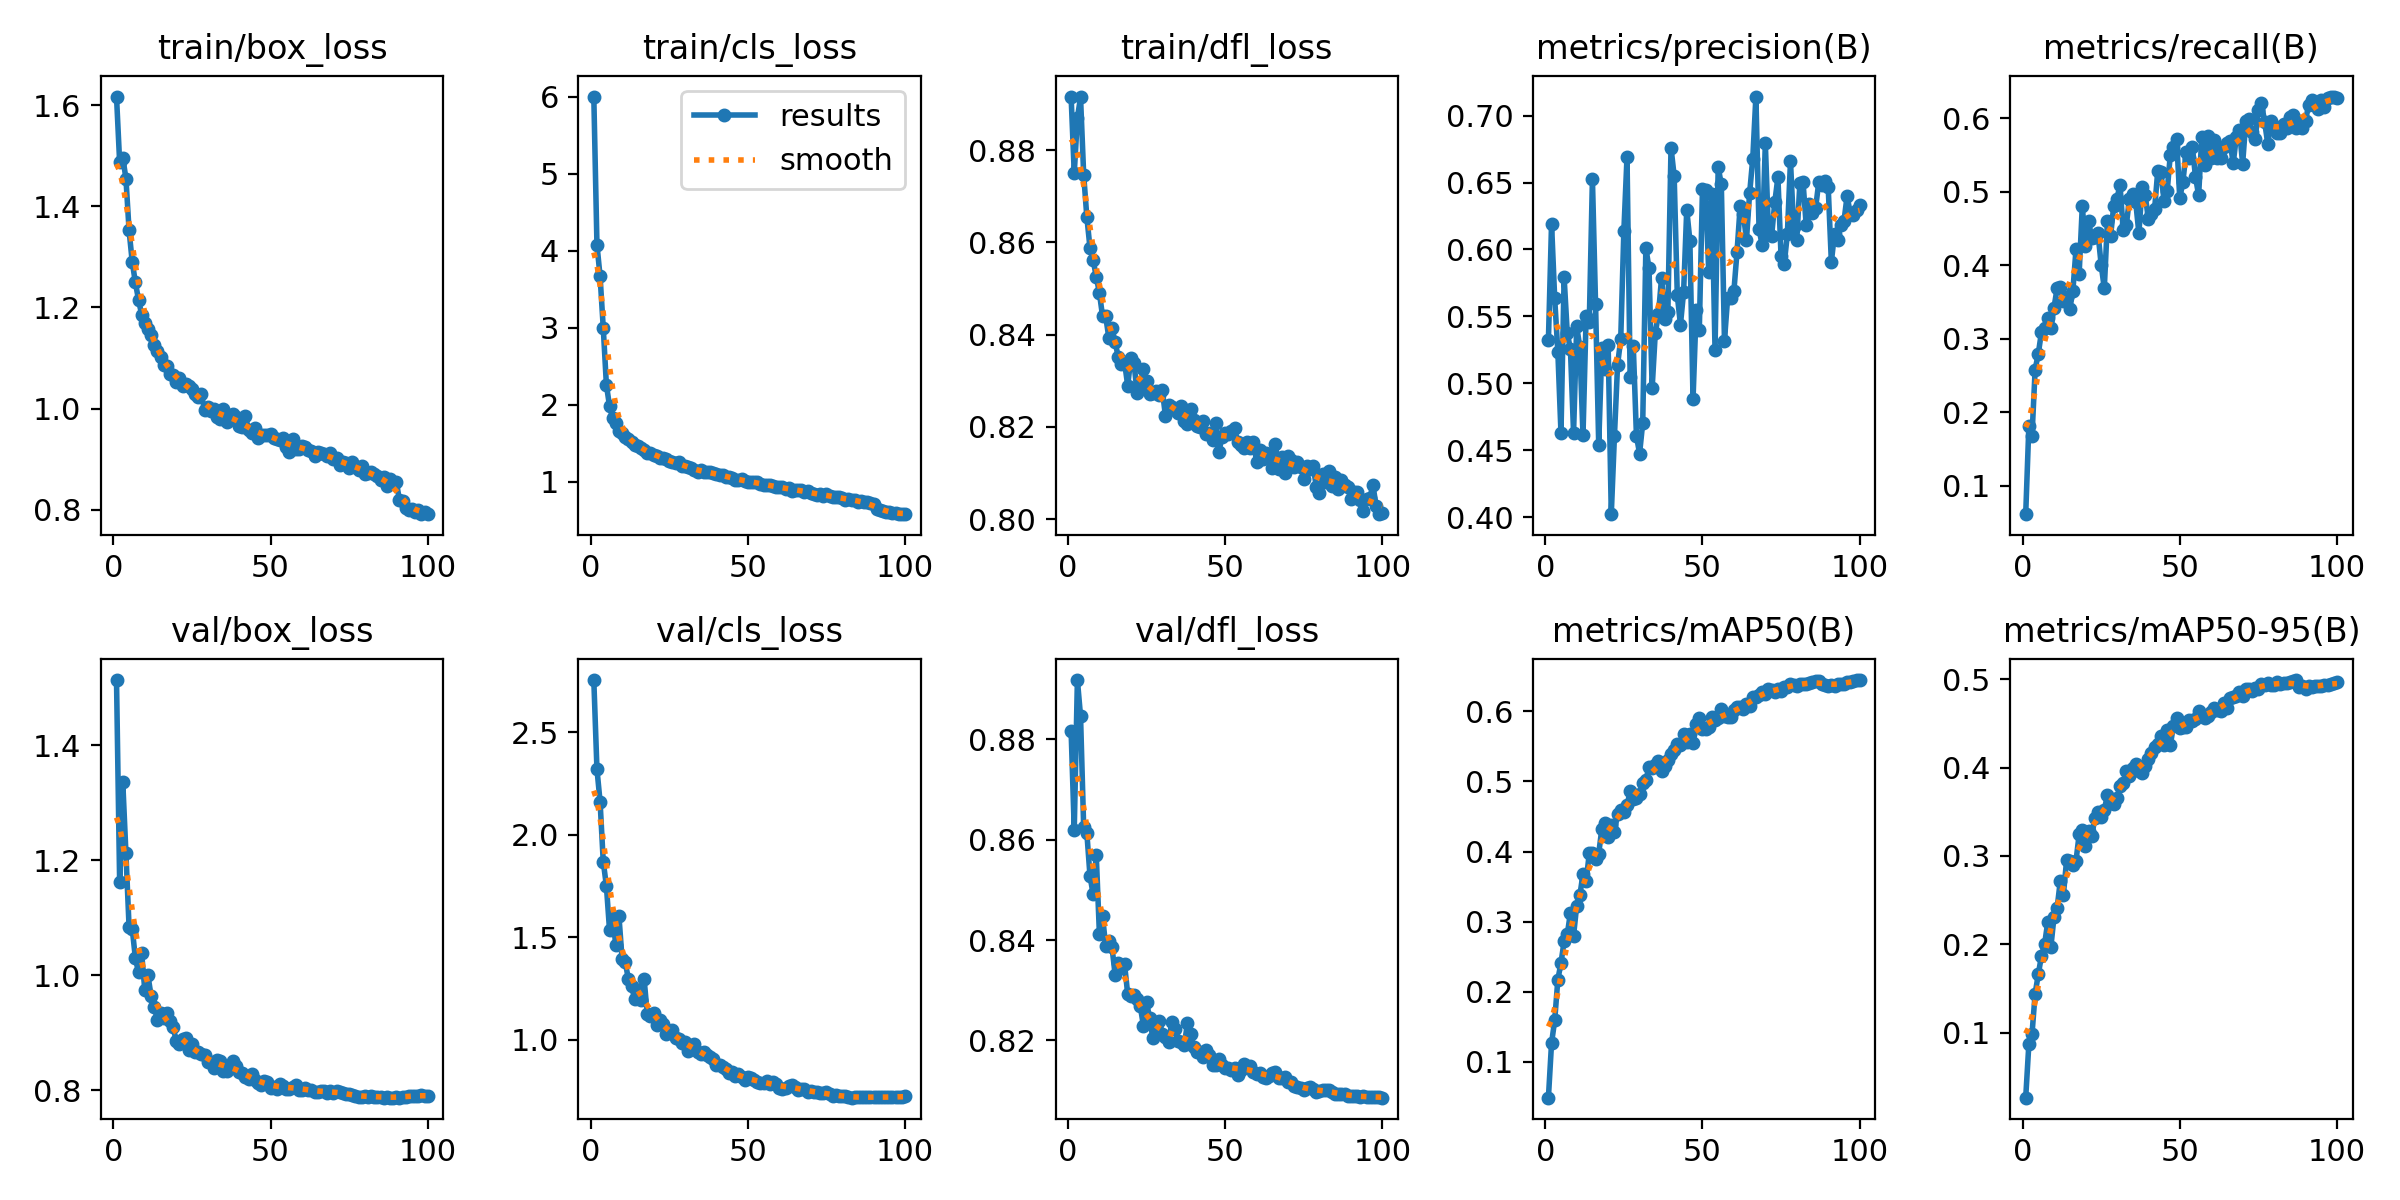 train/box_loss
1.6
1.4
1.2
1.0
0.8
0 50 100
train/cls_loss
results
smooth
6
5
4
3
2
1
0 50 100
train/dfl_loss
0.88
0.86
0.84
0.82
0.80
0 50 100
metrics/precision(B)
0.70
0.65
0.60
0.55
0.50
0.45
0.40
0 50 100
metrics/recall(B)
0.6
0.5
0.4
0.3
0.2
0.1
0 50 100
val/box_loss
1.4
1.2
1.0
0.8
0 50 100
val/cls_loss
2.5
2.0
1.5
1.0
0 50 100
val/dfl_loss
0.88
0.86
0.84
0.82
0 50 100
metrics/mAP50(B)
0.6
0.5
0.4
0.3
0.2
0.1
0 50 100
metrics/mAP50-95(B)
0.5
0.4
0.3
0.2
0.1
0 50 100